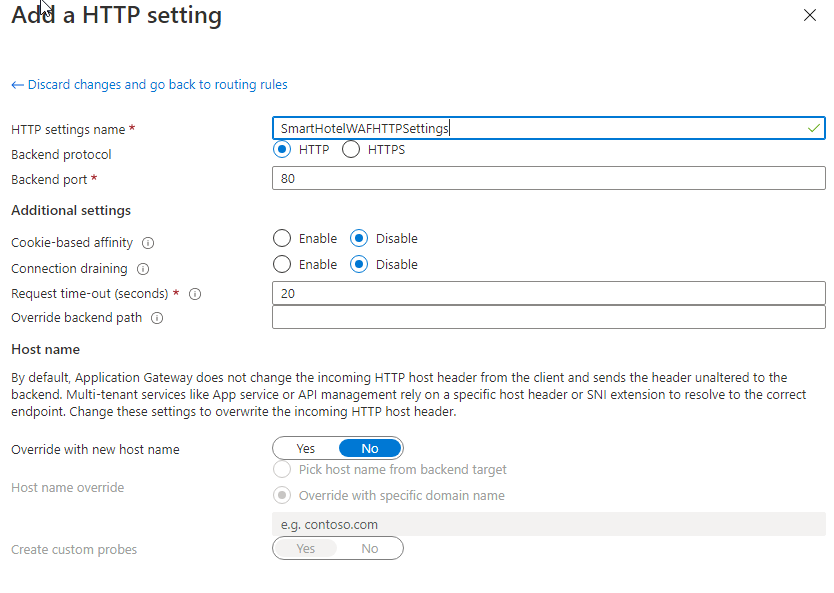 Add a HTTP setting
← Discard changes and go back to routing rules
HTTP settings name *
SmartHotelWAFHTTPSettings
Backend protocol
HTTP HTTPS
Backend port *
80
Additional settings
Cookie-based affinity
Enable Disable
Connection draining
Enable Disable
Request time-out (seconds) *
20
Override backend path
Host name
By default, Application Gateway does not change the incoming HTTP host header from the client and sends the header unaltered to the
backend. Multi-tenant services like App service or API management rely on a specific host header or SNI extension to resolve to the correct
endpoint. Change these settings to overwrite the incoming HTTP host header.
Override with new host name
Yes No
Pick host name from backend target
Host name override
Override with specific domain name
e.g. contoso.com
Create custom probes
Yes No